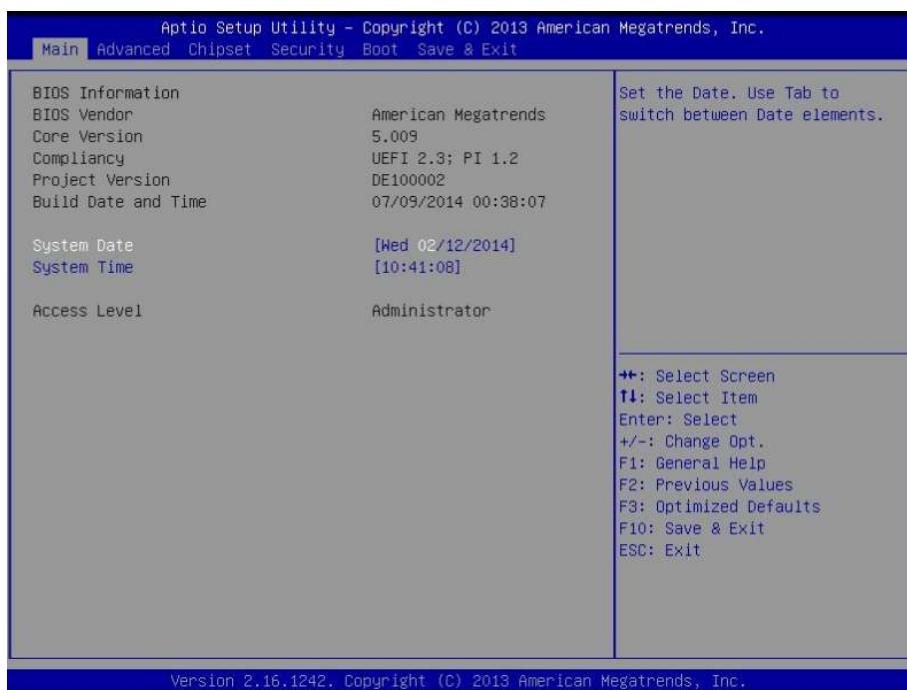 Aptio Setup Utility – Copyright (C) 2013 American Megatrends, Inc.
Main Advanced Chipset Security Boot Save & Exit
BIOS Information
BIOS Vendor American Megatrends
Core Version 5.009
Compliancy UEFI 2.3; PI 1.2
Project Version DE100002
Build Date and Time 07/09/2014 00:38:07
System Date [Wed 02/12/2014]
System Time [10:41:08]
Access Level Administrator
Set the Date. Use Tab to
switch between Date elements.
→←: Select Screen
↑↓: Select Item
Enter: Select
+/-: Change Opt.
F1: General Help
F2: Previous Values
F3: Optimized Defaults
F10: Save & Exit
ESC: Exit
Version 2.16.1242. Copyright (C) 2013 American Megatrends, Inc.